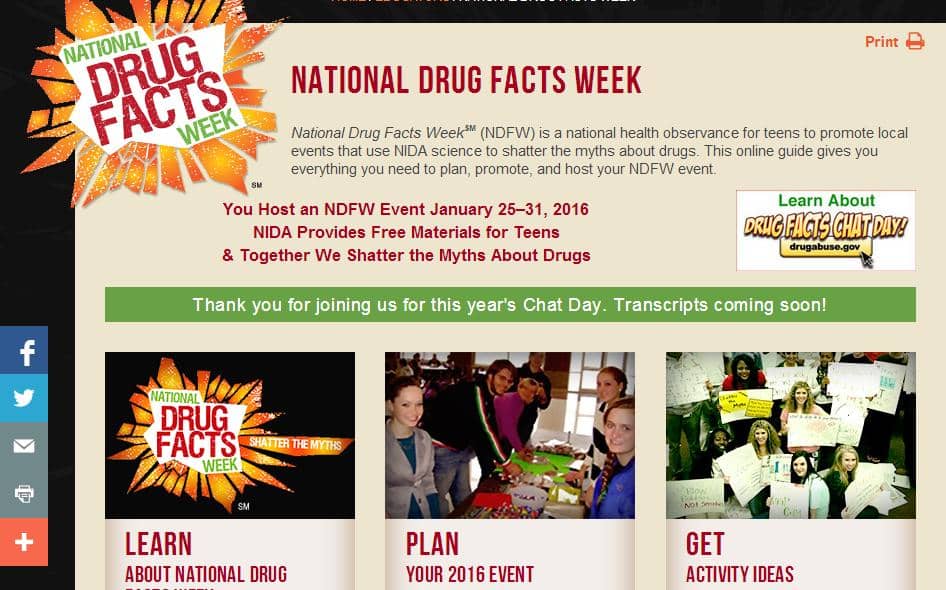 Print
NATIONAL
DRUG
FACTS
WEEK
SM
NATIONAL DRUG FACTS WEEK
National Drug Facts Week℠ (NDFW) is a national health observance for teens to promote local
events that use NIDA science to shatter the myths about drugs. This online guide gives you
everything you need to plan, promote, and host your NDFW event.
You Host an NDFW Event January 25–31, 2016
NIDA Provides Free Materials for Teens
& Together We Shatter the Myths About Drugs
Learn About
DRUG FACTS CHAT DAY!
drugabuse.gov
Thank you for joining us for this year's Chat Day. Transcripts coming soon!
NATIONAL
DRUG
FACTS
WEEK
SHATTER THE MYTHS
SM
LEARN
ABOUT NATIONAL DRUG
FACTS WEEK
PLAN
YOUR 2016 EVENT
GET
ACTIVITY IDEAS